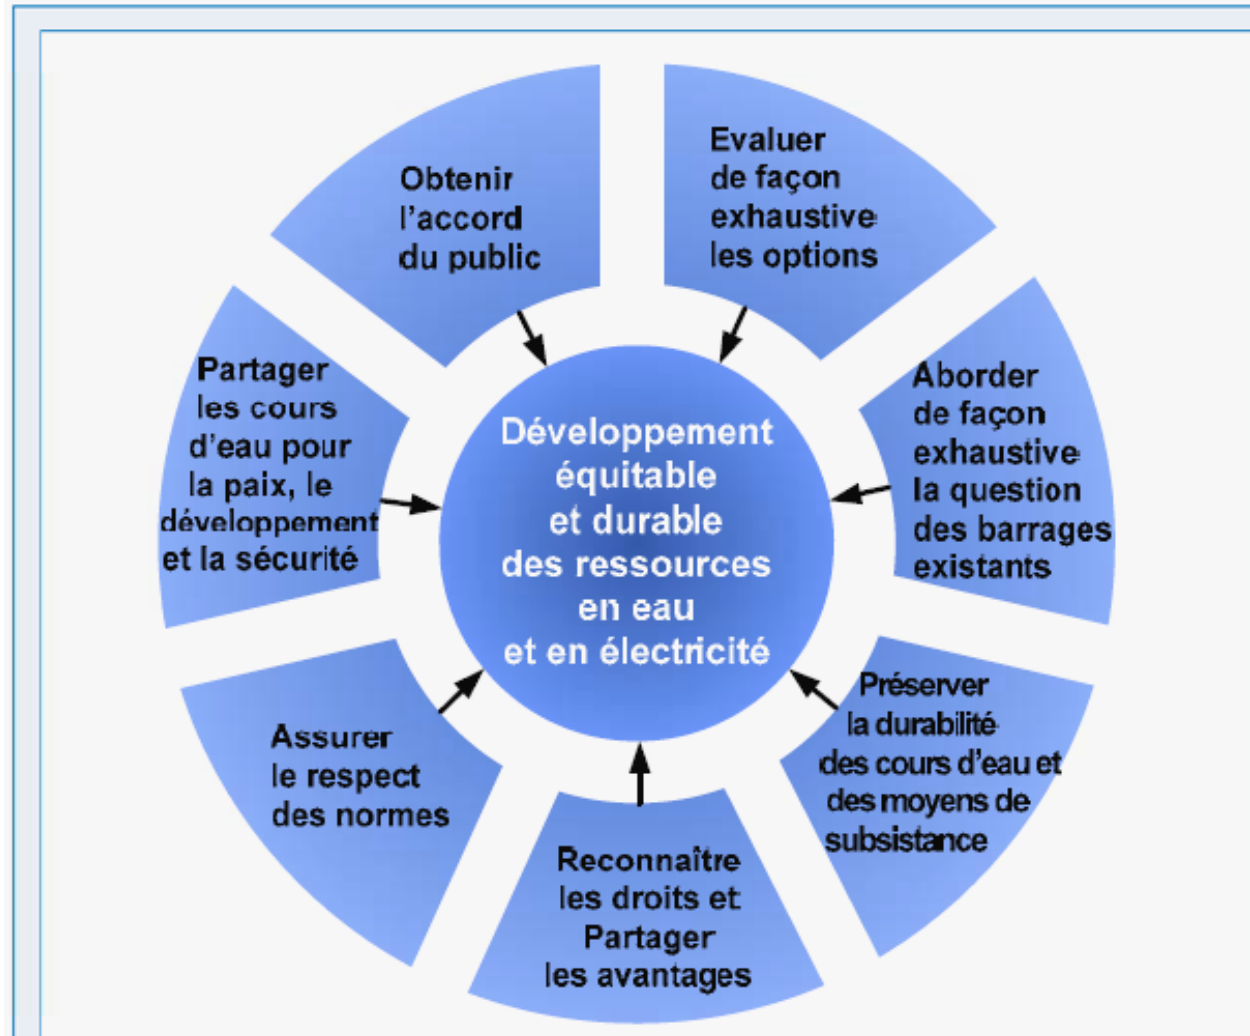 Obtenir
l'accord
du public
Evaluer
de façon
exhaustive
les options
Aborder
de façon
exhaustive
la question
des barrages
existants
Préserver
la durabilité
des cours d'eau et
des moyens de
subsistance
Reconnaître
les droits et
Partager
les avantages
Assurer
le respect
des normes
Partager
les cours
d'eau pour
la paix, le
développement
et la sécurité
Développement
équitable
et durable
des ressources
en eau
et en électricité